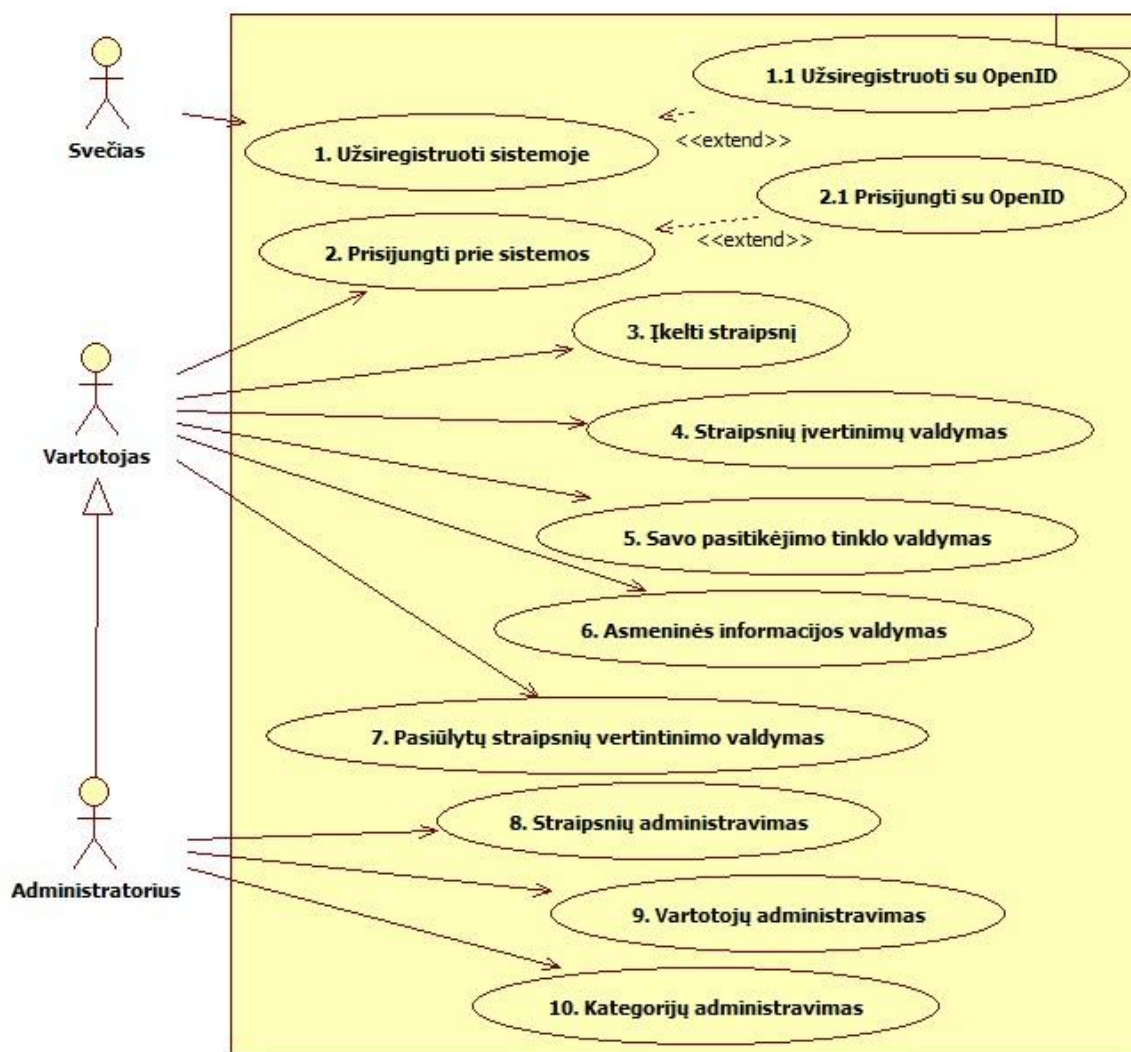 1.1 Užsiregistruoti su OpenID
<<extend>>
Svečias
1. Užsiregistruoti sistemoje
2.1 Prisijungti su OpenID
<<extend>>
2. Prisijungti prie sistemos
3. Įkelti straipsnį
4. Straipsnių įvertinimų valdymas
Vartotojas
5. Savo pasitikėjimo tinklo valdymas
6. Asmeninės informacijos valdymas
7. Pasiūlytų straipsnių vertintinimo valdymas
8. Straipsnių administravimas
Administratorius
9. Vartotojų administravimas
10. Kategorijų administravimas